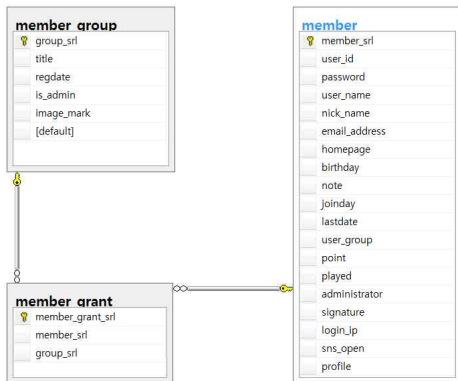 member_group
group_srl
title
regdate
is_admin
image_mark
[default]
member_grant
member_grant_srl
member_srl
group_srl
member
member_srl
user_id
password
user_name
nick_name
email_address
homepage
birthday
note
joinday
lastdate
user_group
point
played
administrator
signature
login_ip
sns_open
profile